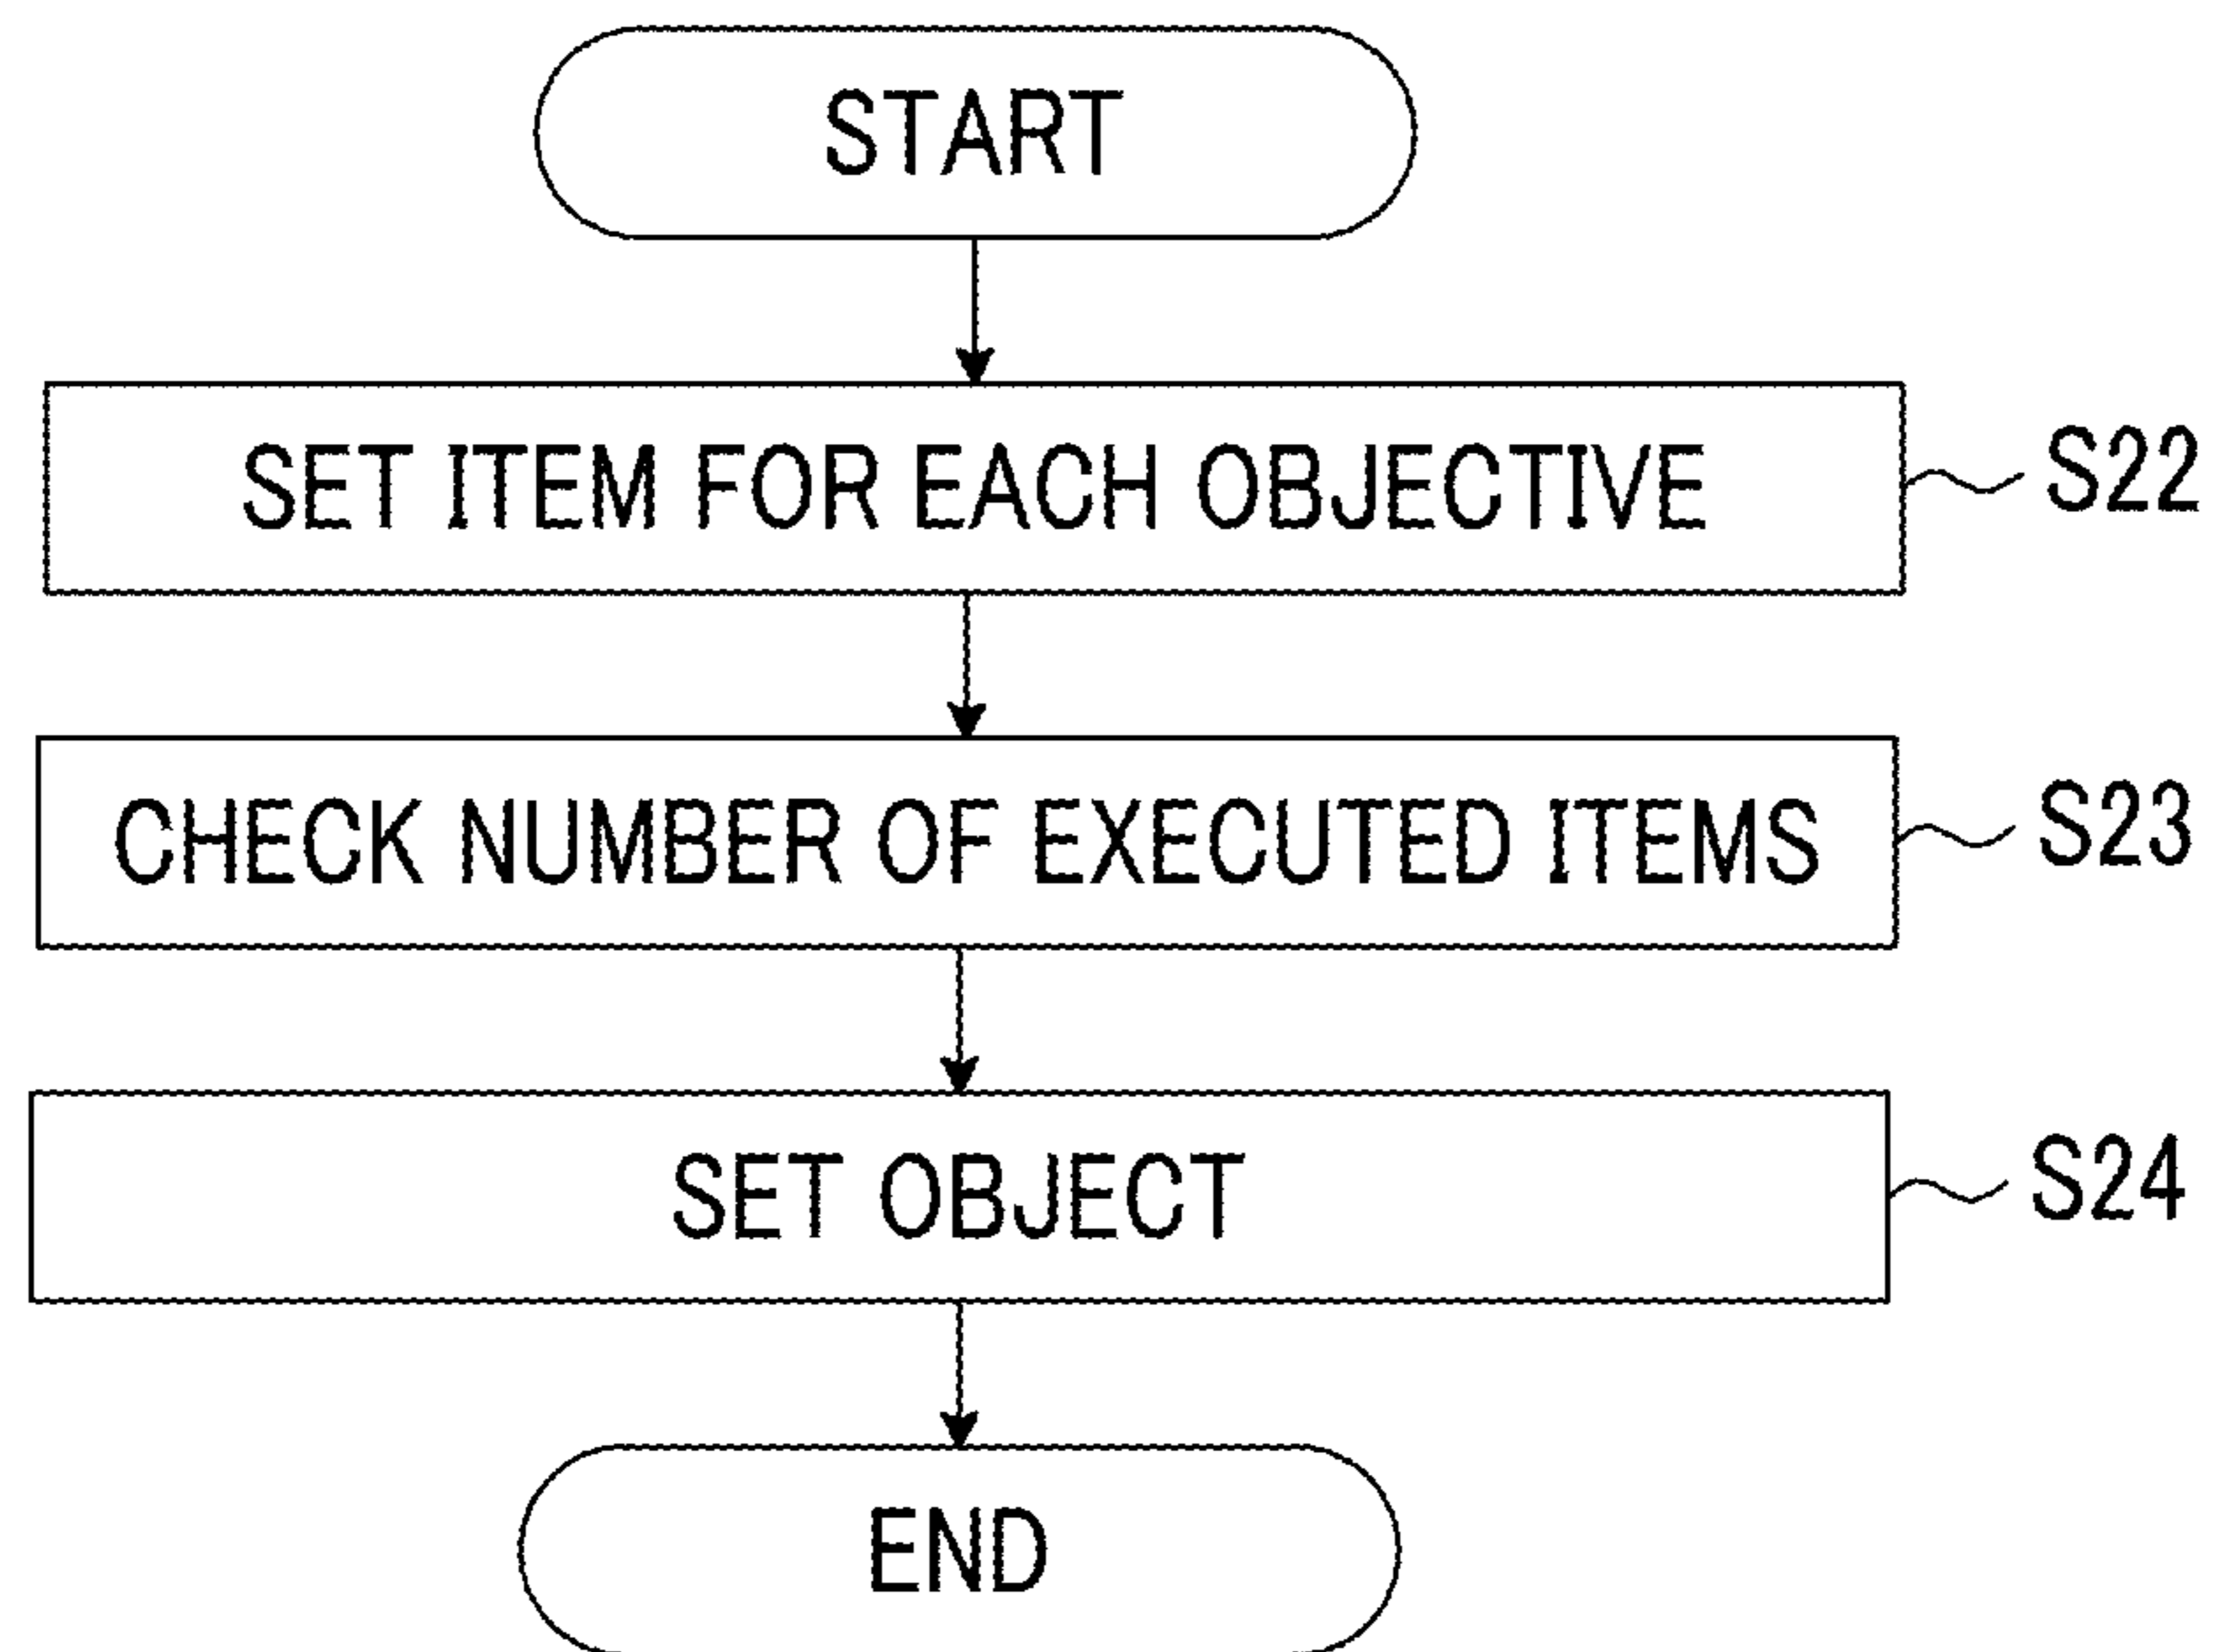 START
SET ITEM FOR EACH OBJECTIVE
S22
CHECK NUMBER OF EXECUTED ITEMS
S23
SET OBJECT
S24
END